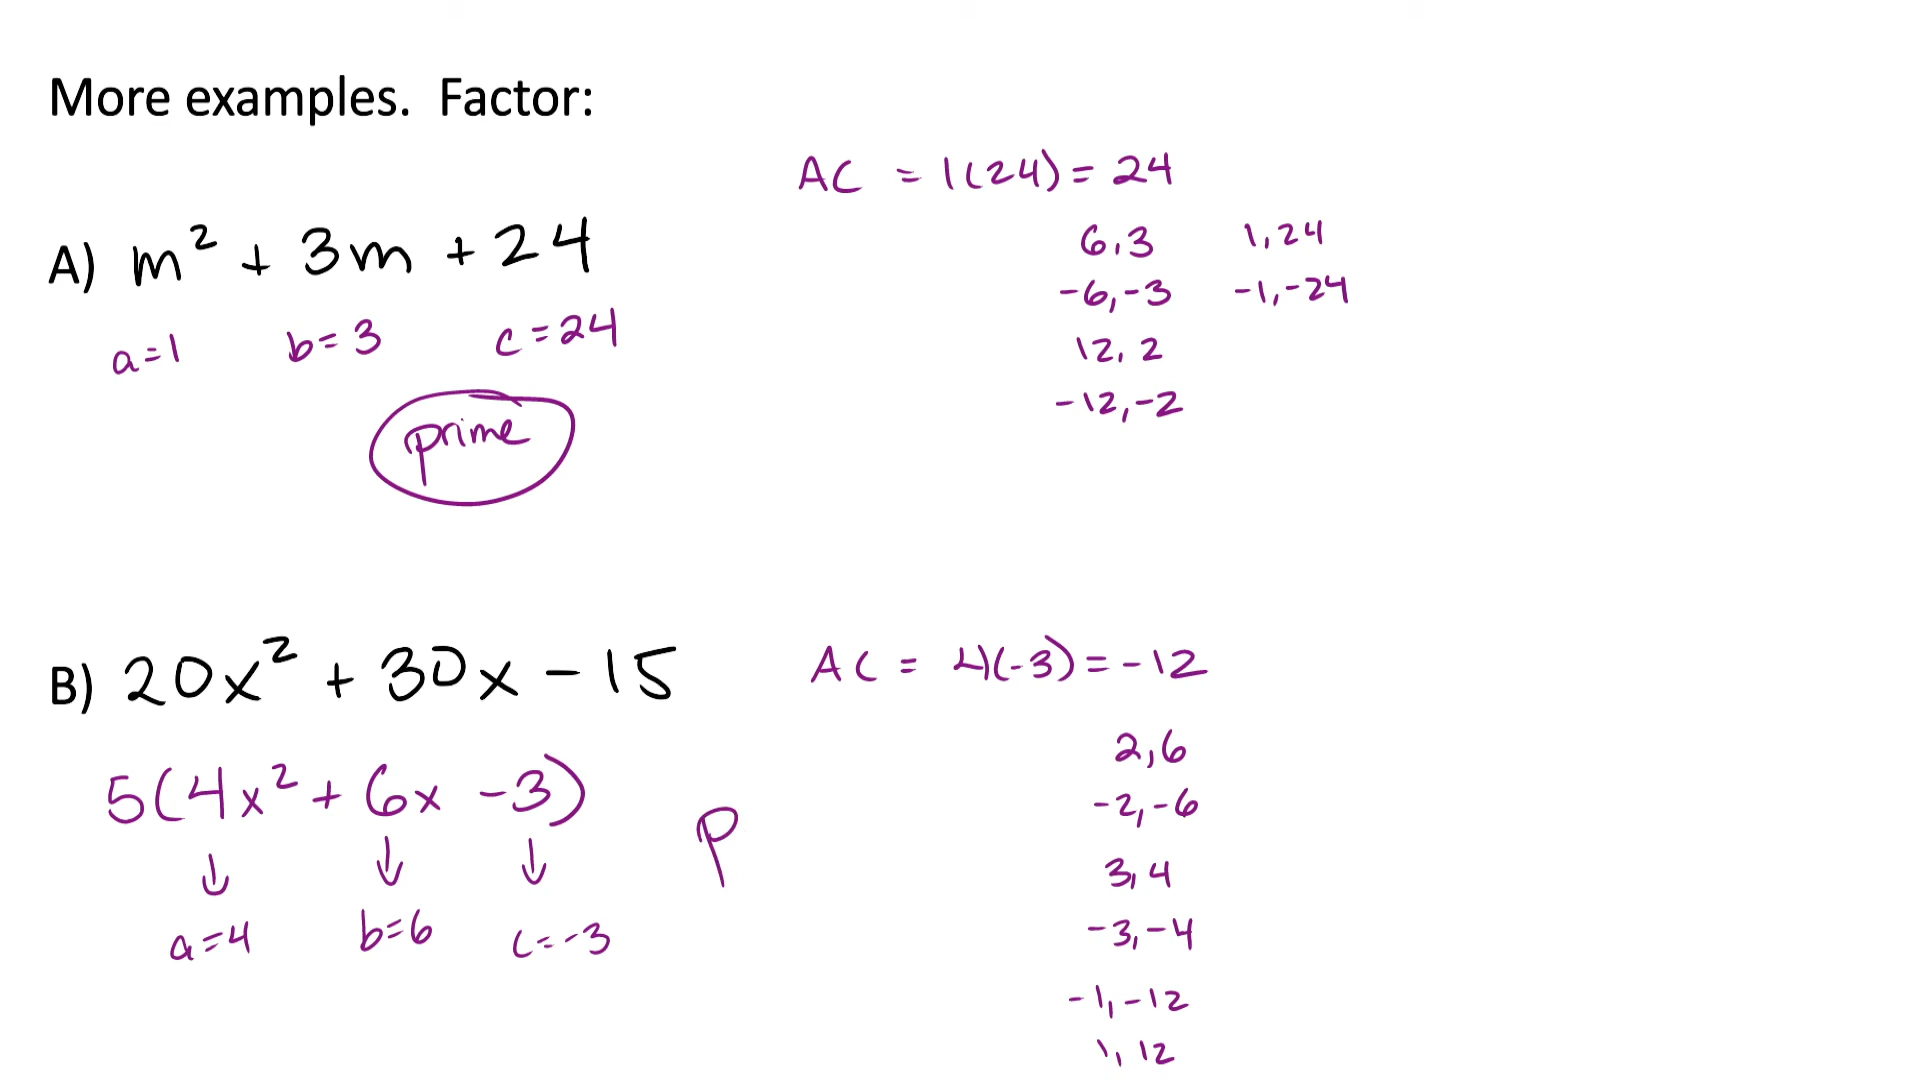 More examples. Factor:
AC = 1(24) = 24
A) m² + 3m + 24
6,3 1,24
-6,-3 -1,-24
a=1 b=3 c=24
12, 2
-12,-2
prime
B) 20x² + 30x - 15
AC = 4(-3) = -12
5(4x² + 6x - 3)
P
2,6
-2,-6
3,4
↓ ↓ ↓
a=4 b=6 c=-3
-3,-4
-1,-12
1,12